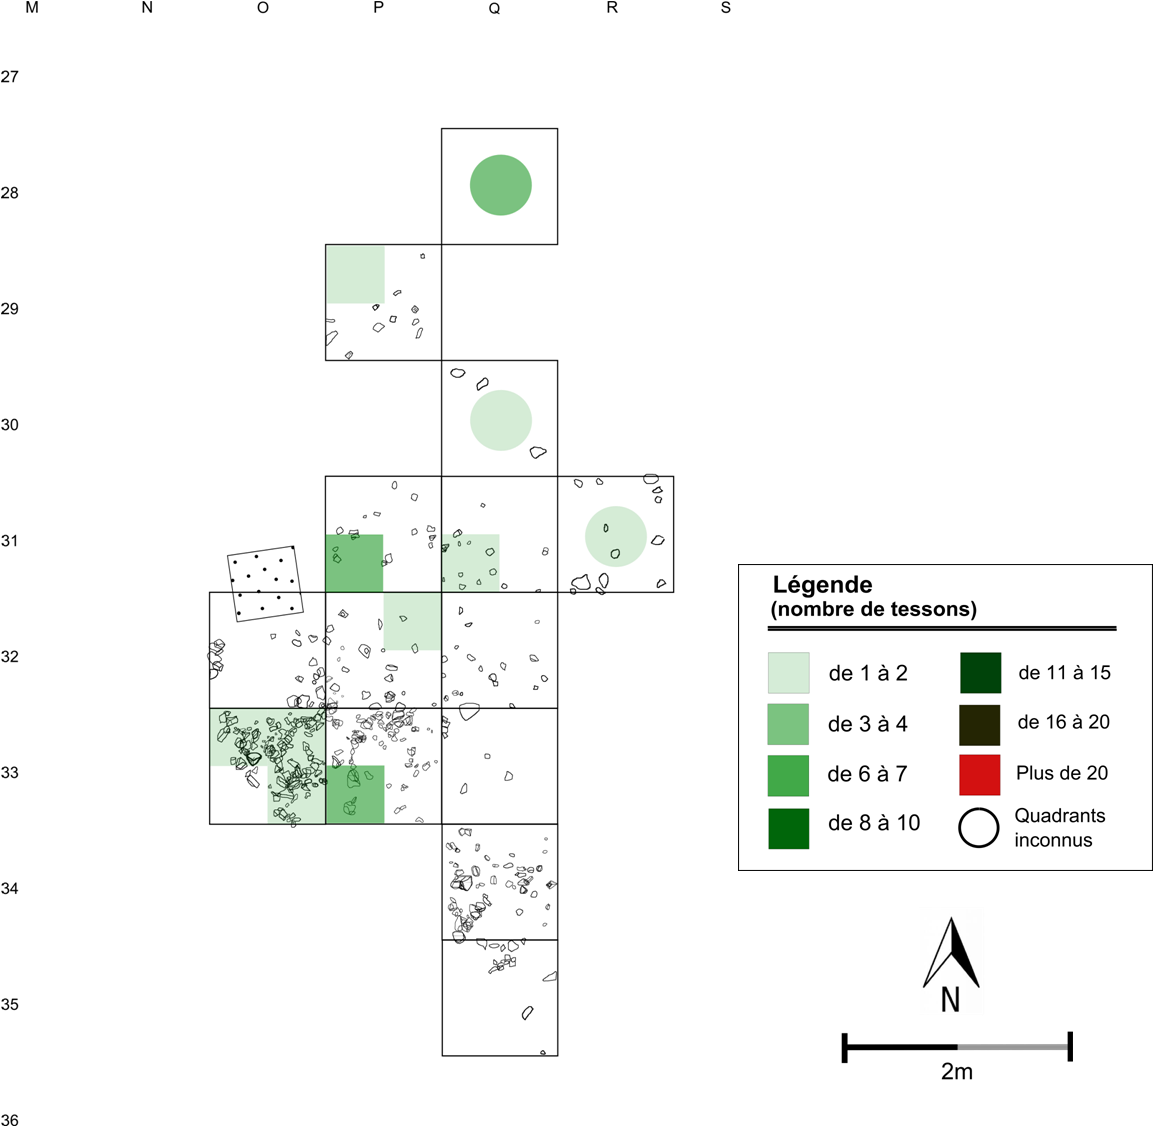 M N O P Q R S
27
28
29
30
31
32
33
34
35
36
Légende
(nombre de tessons)
de 1 à 2
de 3 à 4
de 6 à 7
de 8 à 10
de 11 à 15
de 16 à 20
Plus de 20
Quadrants
inconnus
N
2m